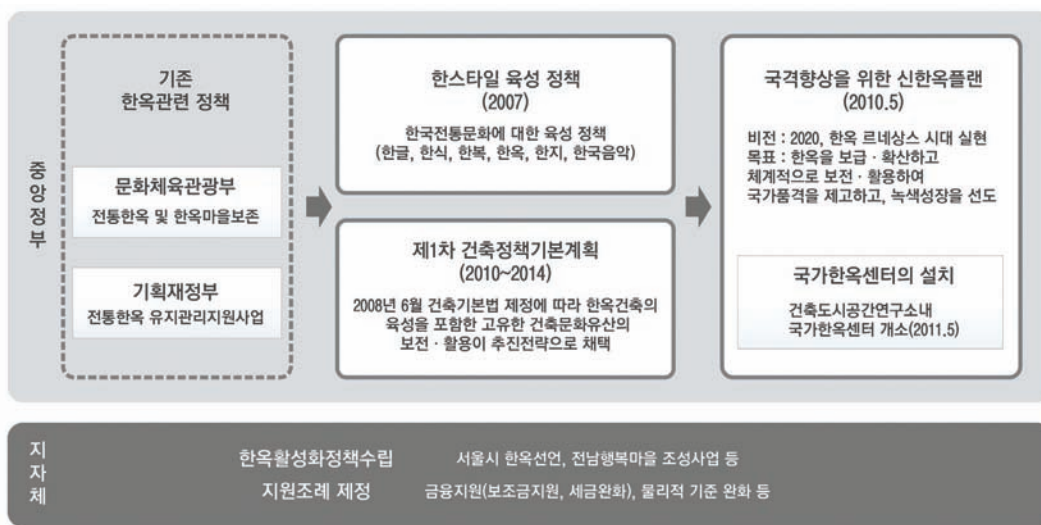 중앙정부
기존
한옥관련 정책
문화체육관광부
전통한옥 및 한옥마을보존
기획재정부
전통한옥 유지관리지원사업
한스타일 육성 정책
(2007)
한국전통문화에 대한 육성 정책
(한글, 한식, 한복, 한옥, 한지, 한국음악)
제1차 건축정책기본계획
(2010~2014)
2008년 6월 건축기본법 제정에 따라 한옥건축의
육성을 포함한 고유한 건축문화유산의
보전 · 활용이 추진전략으로 채택
국격향상을 위한 신한옥플랜
(2010.5)
비전 : 2020, 한옥 르네상스 시대 실현
목표 : 한옥을 보급 · 확산하고
체계적으로 보전 · 활용하여
국가품격을 제고하고, 녹색성장을 선도
국가한옥센터의 설치
건축도시공간연구소내
국가한옥센터 개소(2011.5)
지자체
한옥활성화정책수립
서울시 한옥선언, 전남행복마을 조성사업 등
지원조례 제정
금융지원(보조금지원, 세금완화), 물리적 기준 완화 등